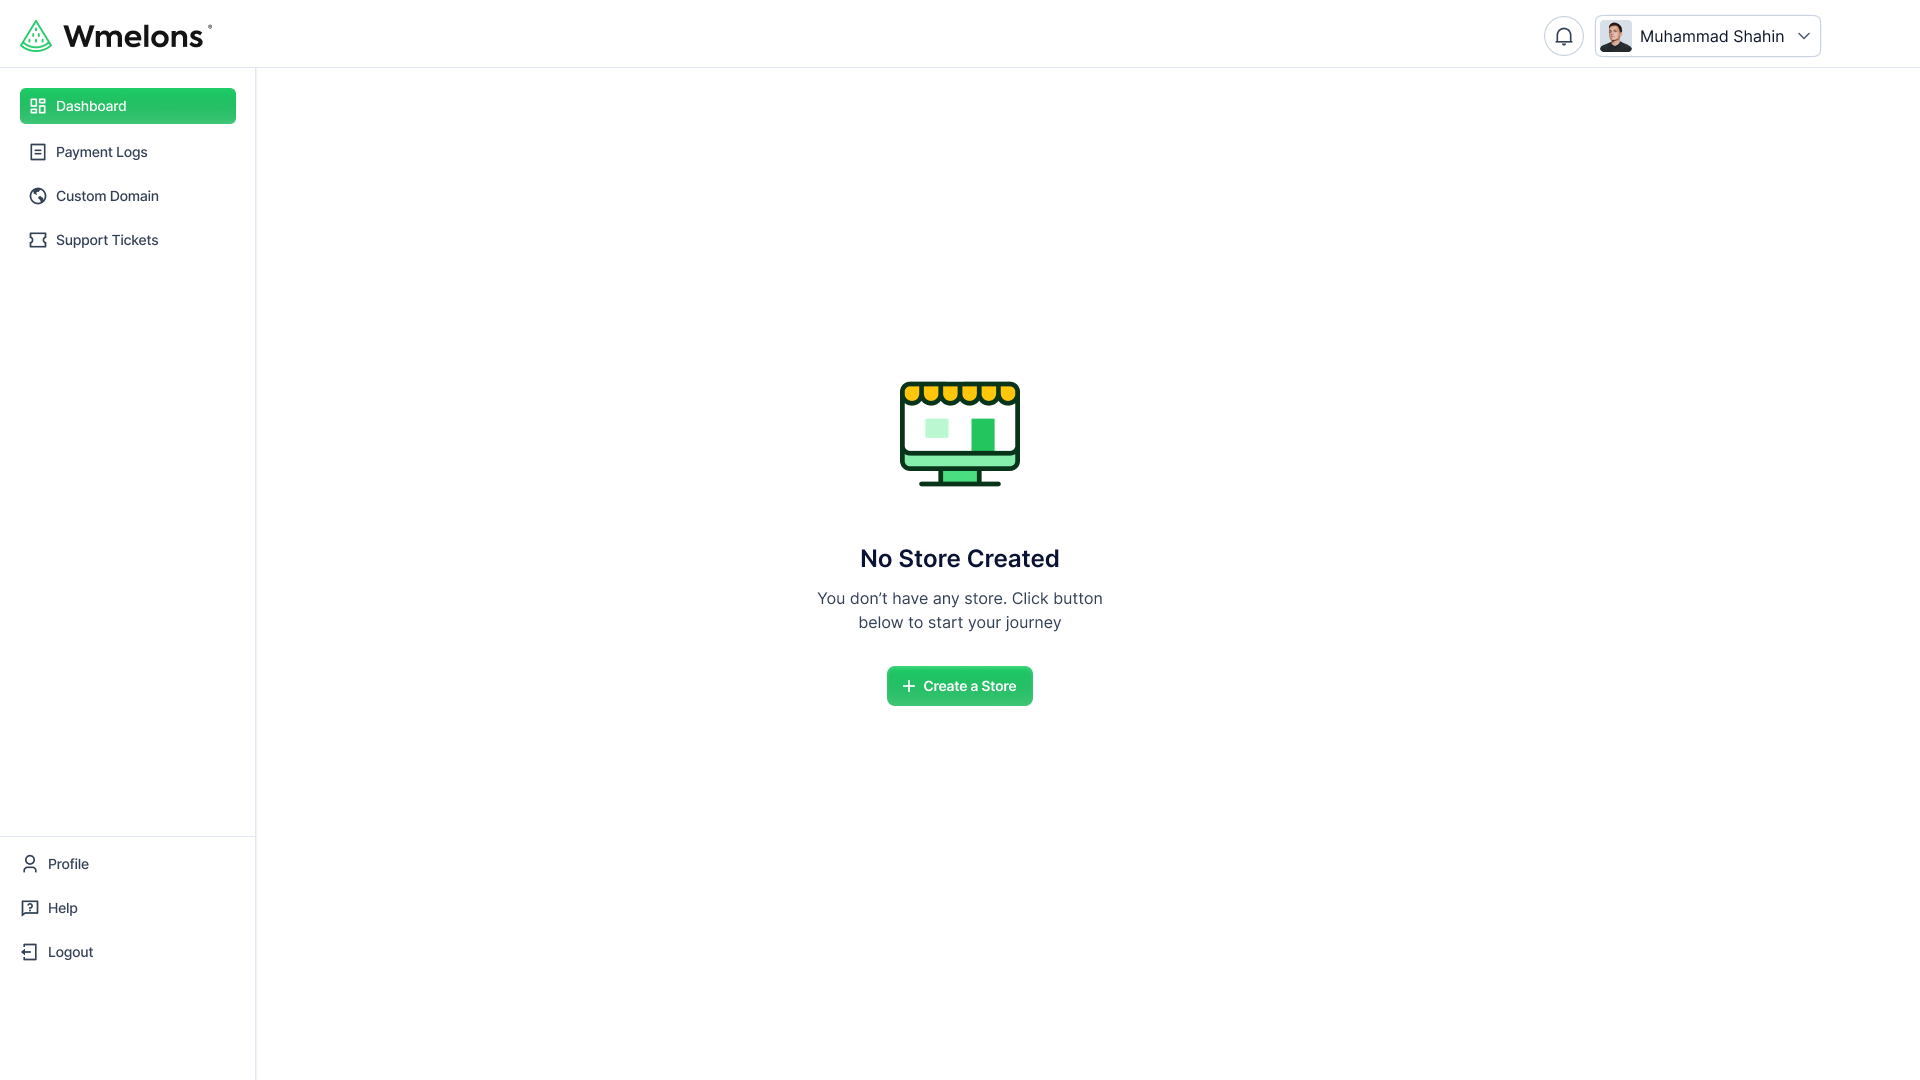 Wmelons
Muhammad Shahin
Dashboard
Payment Logs
Custom Domain
Support Tickets
No Store Created
You don’t have any store. Click button
below to start your journey
Create a Store
Profile
Help
Logout